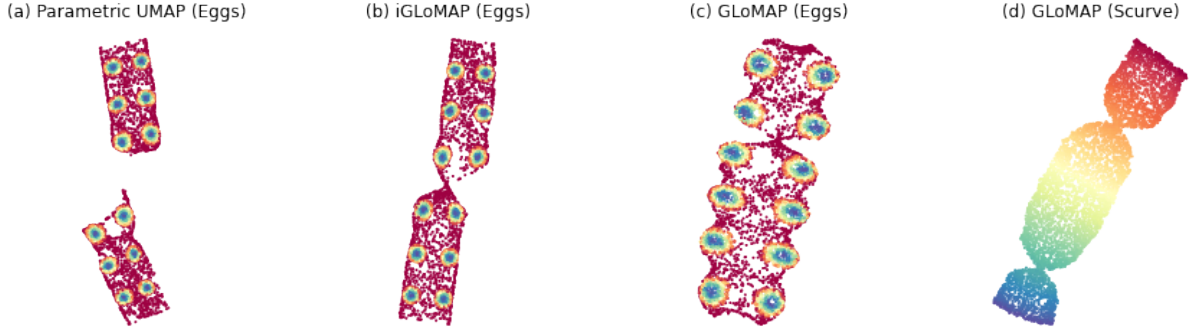 (a) Parametric UMAP (Eggs)
(b) iGLoMAP (Eggs)
(c) GLoMAP (Eggs)
(d) GLoMAP (Scurve)